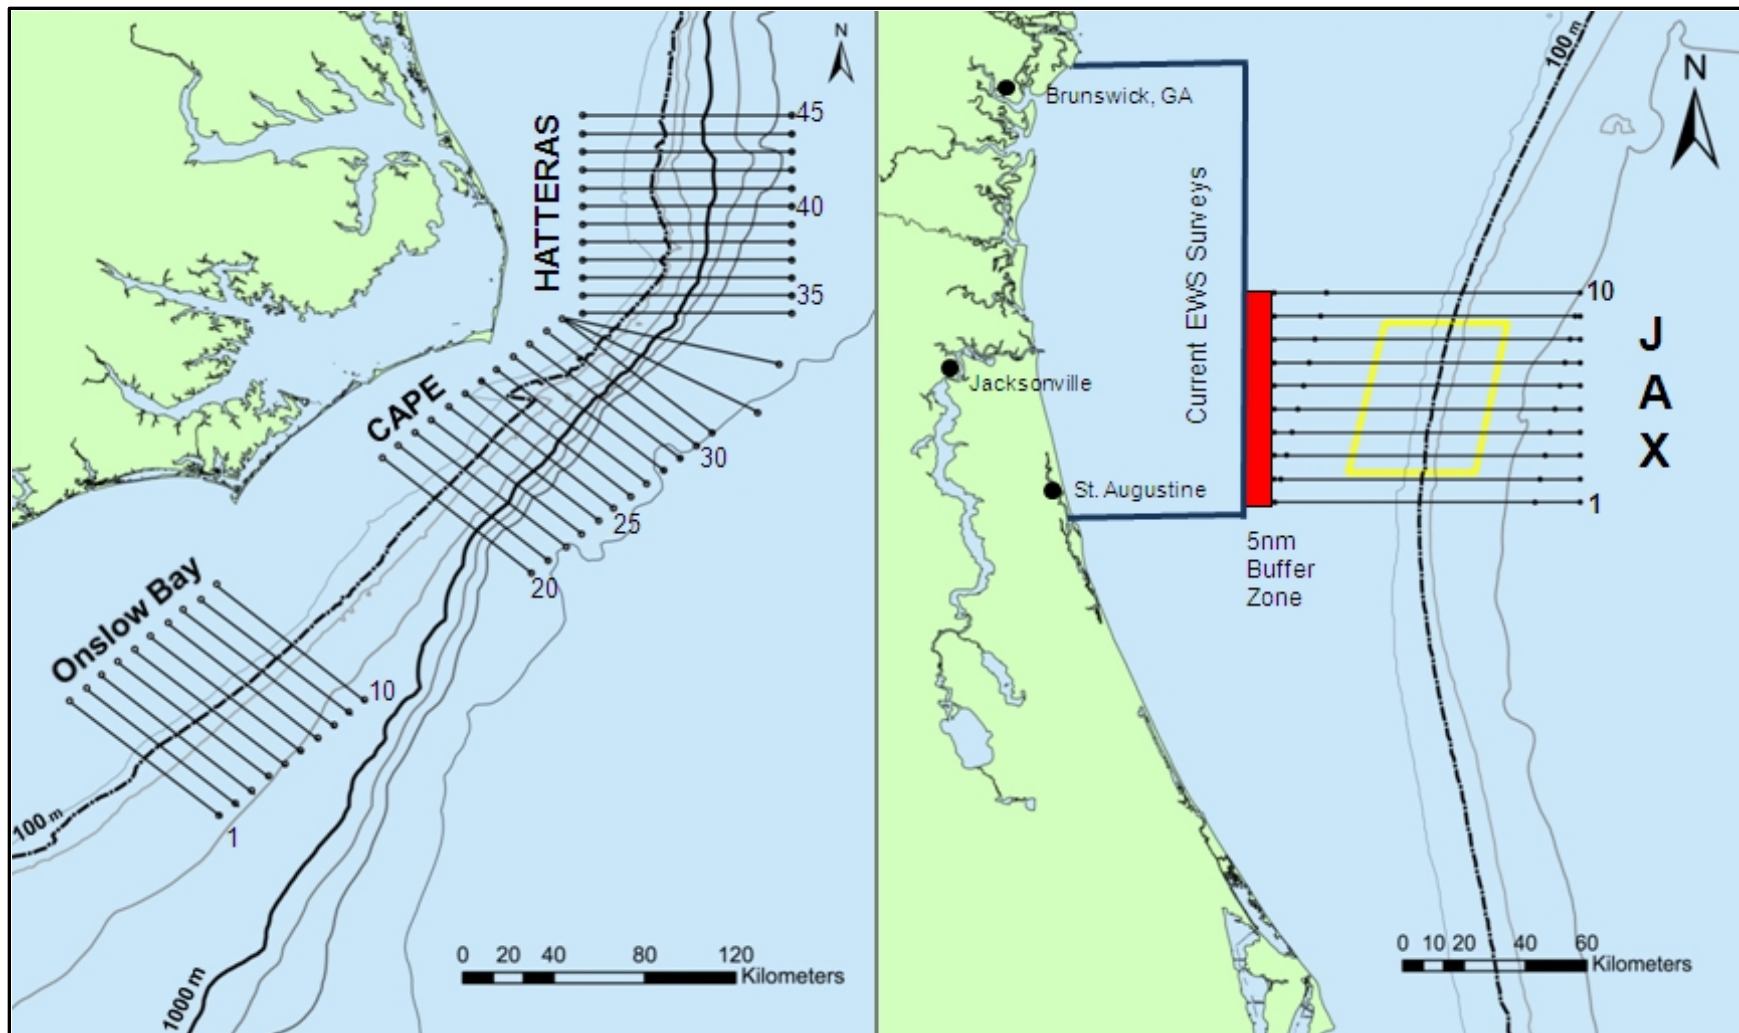 N
45
HATTERAS
40
35
CAPE
30
25
20
Onslow Bay
10
1
100 m
1000 m
0 20 40 80 120
Kilometers
100 m
N
Brunswick, GA
Current EWS Surveys
10
J
A
X
Jacksonville
St. Augustine
1
5nm
Buffer
Zone
0 10 20 40 60
Kilometers